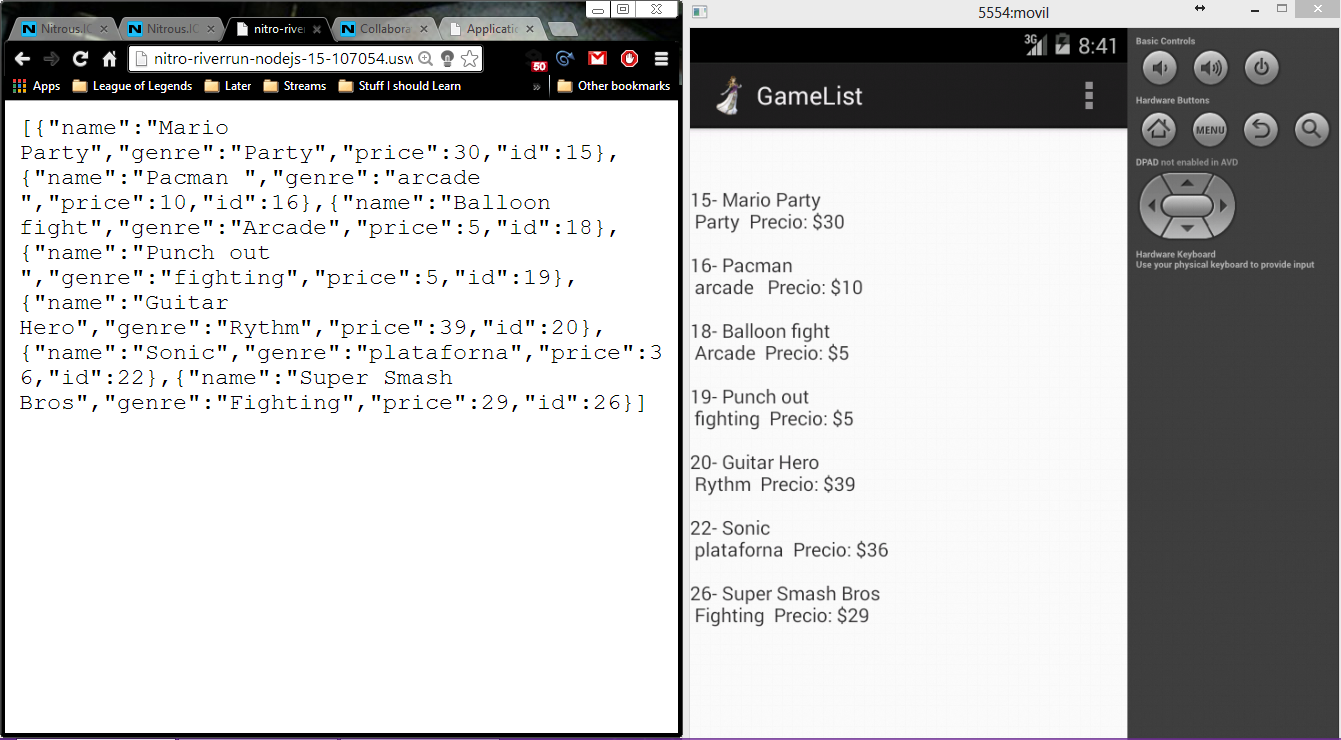 Nitrous.IO
Nitrous.IO
nitro-river
Collabora
Applicatio
nitro-riverrun-nodejs-15-107054.usw
50
Apps League of Legends Later Streams Stuff I should Learn » Other bookmarks
[{"name":"Mario
Party","genre":"Party","price":30,"id":15},
{"name":"Pacman ","genre":"arcade
","price":10,"id":16},{"name":"Balloon
fight","genre":"Arcade","price":5,"id":18},
{"name":"Punch out
","genre":"fighting","price":5,"id":19},
{"name":"Guitar
Hero","genre":"Rythm","price":39,"id":20},
{"name":"Sonic","genre":"plataforna","price":3
6,"id":22},{"name":"Super Smash
Bros","genre":"Fighting","price":29,"id":26}]
5554:movil
3G 8:41
GameList
15- Mario Party
Party Precio: $30
16- Pacman
arcade Precio: $10
18- Balloon fight
Arcade Precio: $5
19- Punch out
fighting Precio: $5
20- Guitar Hero
Rythm Precio: $39
22- Sonic
plataforna Precio: $36
26- Super Smash Bros
Fighting Precio: $29
Basic Controls
Hardware Buttons
MENU
DPAD not enabled in AVD
Hardware Keyboard
Use your physical keyboard to provide input